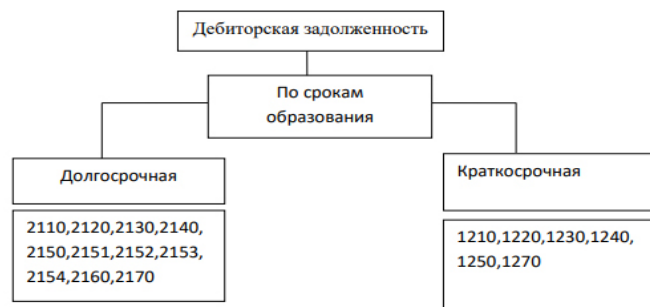 Дебиторская задолженность
По срокам
образования
Долгосрочная
Краткосрочная
2110,2120,2130,2140,
2150,2151,2152,2153,
2154,2160,2170
1210,1220,1230,1240,
1250,1270